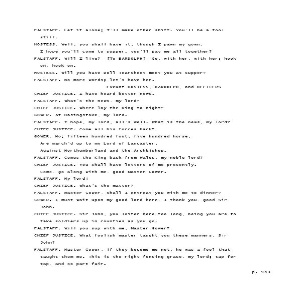 FALSTAFF. Let it alone; I'll make other shift. You'll be a fool
still.
HOSTESS. Well, you shall have it, though I pawn my gown.
I hope you'll come to supper. you'll pay me all together?
FALSTAFF. Will I live? [To BARDOLPH] Go, with her, with her; hook
on, hook on.
HOSTESS. Will you have Doll Tearsheet meet you at supper?
FALSTAFF. No more words; let's have her.
Exeunt HOSTESS, BARDOLPH, and OFFICERS
CHIEF JUSTICE. I have heard better news.
FALSTAFF. What's the news, my lord?
CHIEF JUSTICE. Where lay the King to-night?
GOWER. At Basingstoke, my lord.
FALSTAFF. I hope, my lord, all's well. What is the news, my lord?
CHIEF JUSTICE. Come all his forces back?
GOWER. No; fifteen hundred foot, five hundred horse,
Are march'd up to my Lord of Lancaster,
Against Northumberland and the Archbishop.
FALSTAFF. Comes the King back from Wales, my noble lord?
CHIEF JUSTICE. You shall have letters of me presently.
Come, go along with me, good Master Gower.
FALSTAFF. My lord!
CHIEF JUSTICE. What's the matter?
FALSTAFF. Master Gower, shall I entreat you with me to dinner?
GOWER. I must wait upon my good lord here, I thank you, good Sir
John.
CHIEF JUSTICE. Sir John, you loiter here too long, being you are to
take soldiers up in counties as you go.
FALSTAFF. Will you sup with me, Master Gower?
CHIEF JUSTICE. What foolish master taught you these manners, Sir
John?
FALSTAFF. Master Gower, if they become me not, he was a fool that
taught them me. This is the right fencing grace, my lord; tap for
tap, and so part fair.